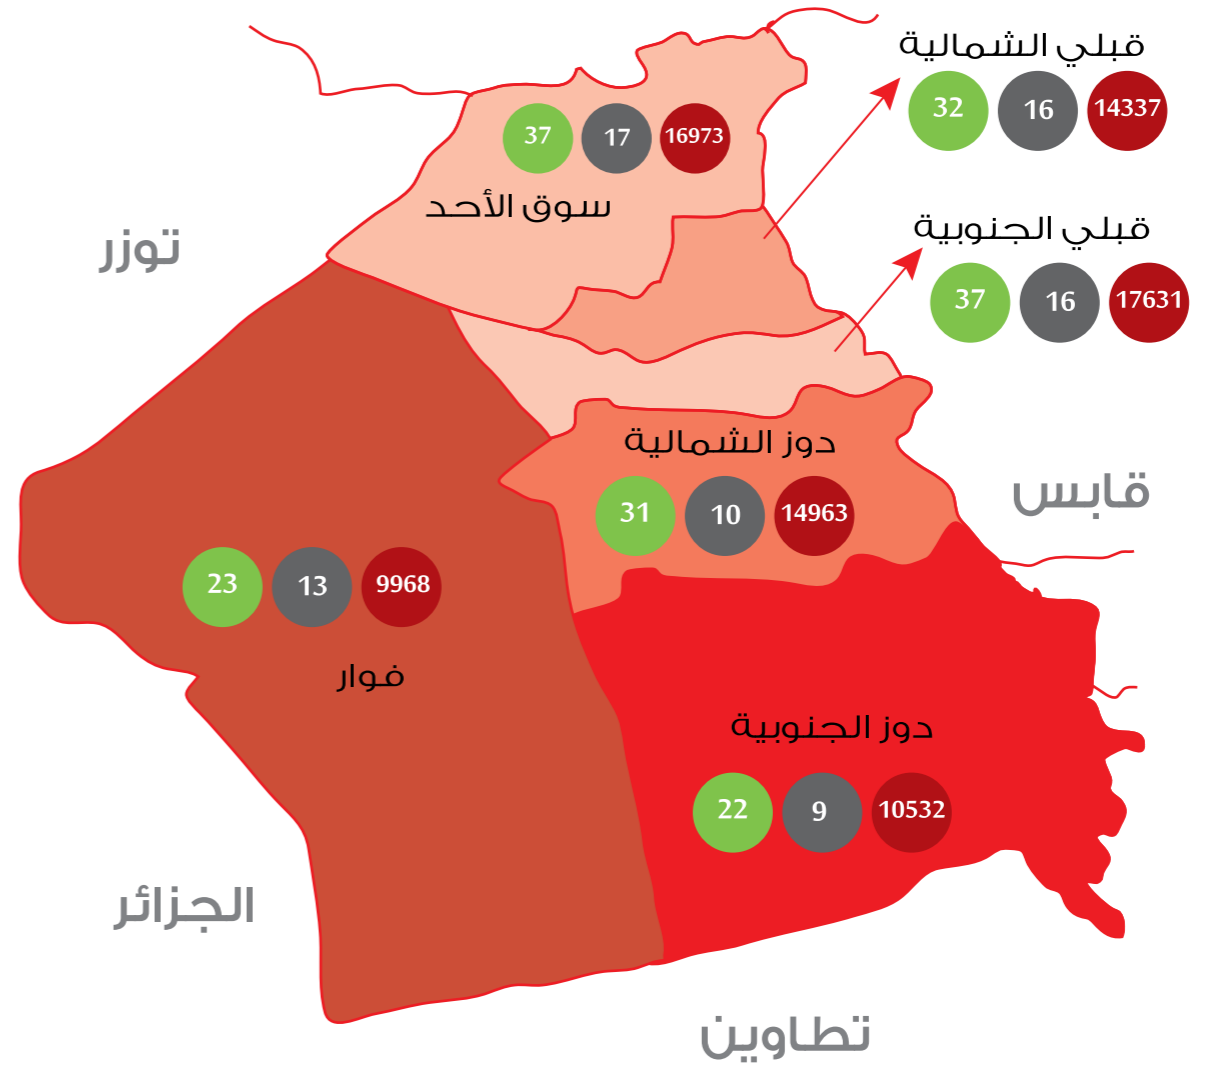 قبلي الشمالية
32 16 14337
37 17 16973
سوق الأحد
قبلي الجنوبية
37 16 17631
توزر
دوز الشمالية
31 10 14963
قابس
23 13 9968
فوار
دوز الجنوبية
22 9 10532
الجزائر
تطاوين